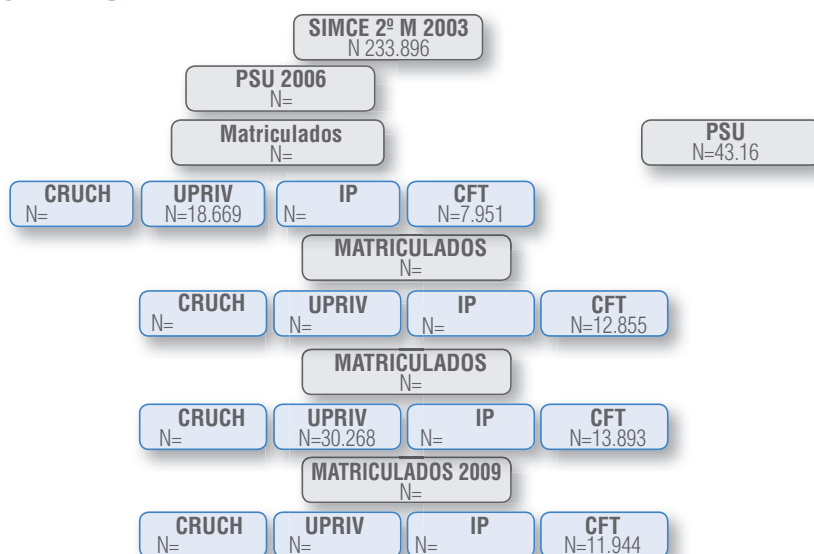 SIMCE 2º M 2003
N 233.896
PSU 2006
N=
Matriculados
N=
PSU
N=43.16
CRUCH
N=
UPRIV
N=18.669
IP
N=
CFT
N=7.951
MATRICULADOS
N=
CRUCH
N=
UPRIV
N=
IP
N=
CFT
N=12.855
MATRICULADOS
N=
CRUCH
N=
UPRIV
N=30.268
IP
N=
CFT
N=13.893
MATRICULADOS 2009
N=
CRUCH
N=
UPRIV
N=
IP
N=
CFT
N=11.944